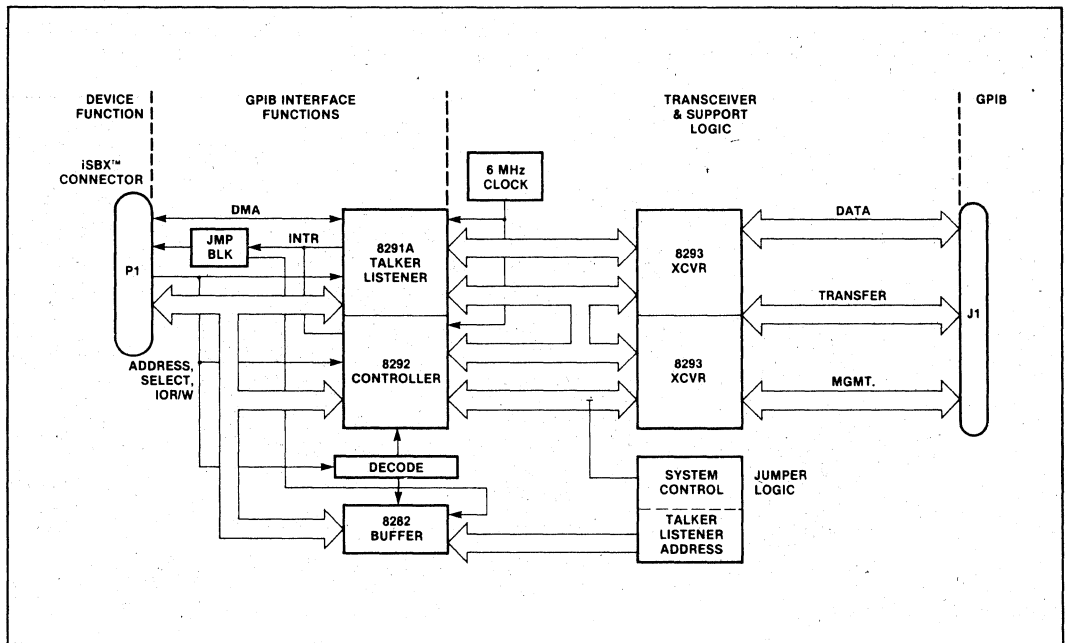 DEVICE
FUNCTION
GPIB INTERFACE
FUNCTIONS
TRANSCEIVER
& SUPPORT
LOGIC
GPIB
iSBX™
CONNECTOR
6 MHz
CLOCK
DMA
DATA
JMP
BLK
INTR
8291A
TALKER
LISTENER
8293
XCVR
P1
TRANSFER
J1
8292
CONTROLLER
8293
XCVR
ADDRESS,
SELECT,
IOR/W
MGMT.
DECODE
SYSTEM
CONTROL
JUMPER
LOGIC
8282
BUFFER
TALKER
LISTENER
ADDRESS